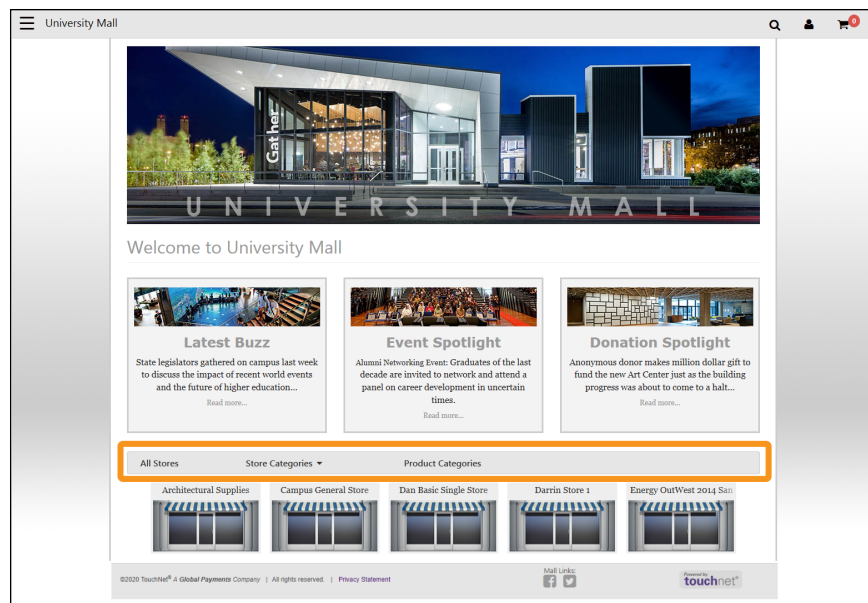 University Mall
0
Gather
UNIVERSITY MALL
Welcome to University Mall
Latest Buzz
State legislators gathered on campus last week
to discuss the impact of recent world events
and the future of higher education...
Read more...
Event Spotlight
Alumni Networking Event: Graduates of the last
decade are invited to network and attend a
panel on career development in uncertain
times.
Read more...
Donation Spotlight
Anonymous donor makes million dollar gift to
fund the new Art Center just as the building
progress was about to come to a halt...
Read more...
All Stores Store Categories Product Categories
Architectural Supplies
Campus General Store
Dan Basic Single Store
Darrin Store 1
Energy OutWest 2014 San
©2020 TouchNet® A Global Payments Company | All rights reserved. | Privacy Statement
Mall Links:
Powered by
touchnet®